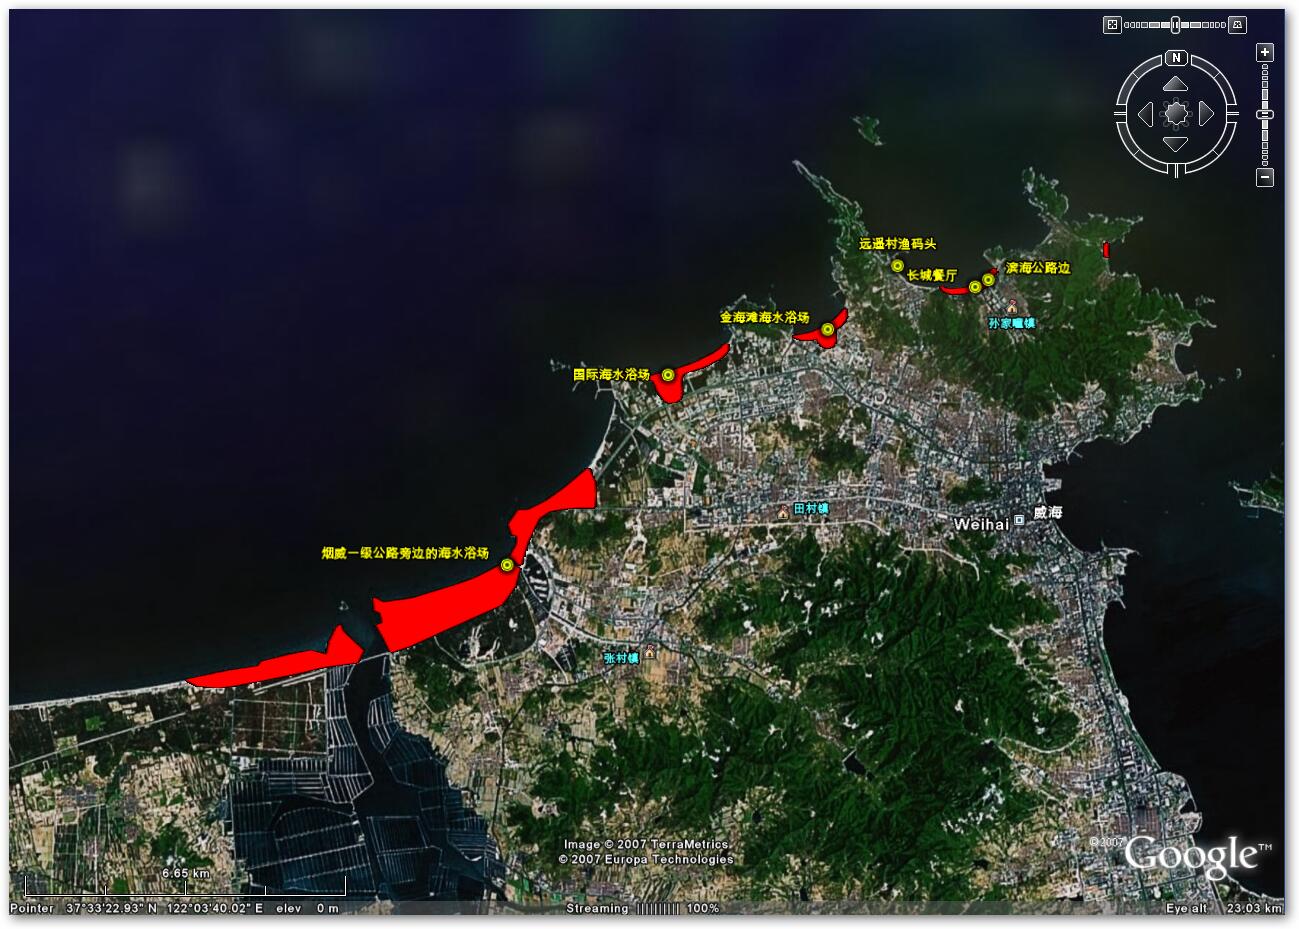 N
远遥村渔码头
长城餐厅
滨海公路边
金海滩海水浴场
孙家疃镇
国际海水浴场
田村镇
Weihai
威海
烟威一级公路旁边的海水浴场
张村镇
Image © 2007 TerraMetrics
© 2007 Europa Technologies
©2007 Google™
6.65 km
Pointer 37°33'22.93" N 122°03'40.02" E elev 0 m
Streaming |||||||||| 100%
Eye alt 23.03 km